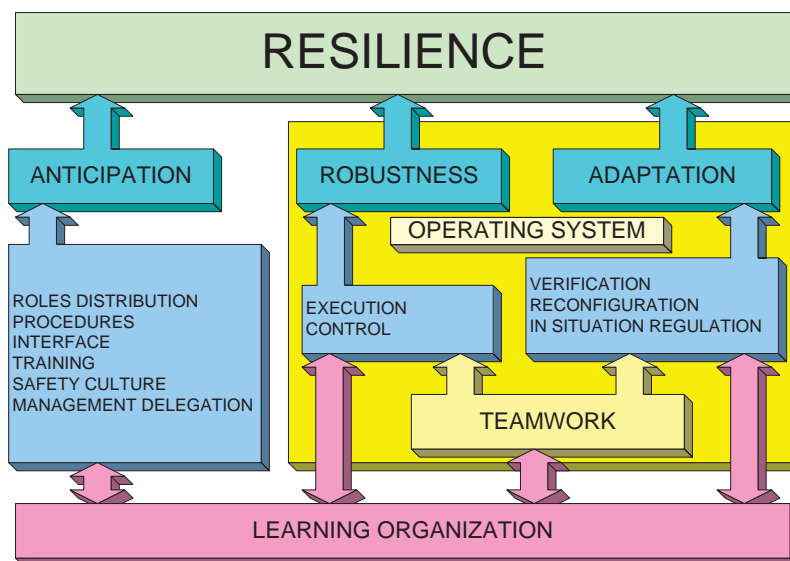 RESILIENCE
ANTICIPATION
ROBUSTNESS
ADAPTATION
OPERATING SYSTEM
ROLES DISTRIBUTION
PROCEDURES
INTERFACE
TRAINING
SAFETY CULTURE
MANAGEMENT DELEGATION
EXECUTION
CONTROL
VERIFICATION
RECONFIGURATION
IN SITUATION REGULATION
TEAMWORK
LEARNING ORGANIZATION